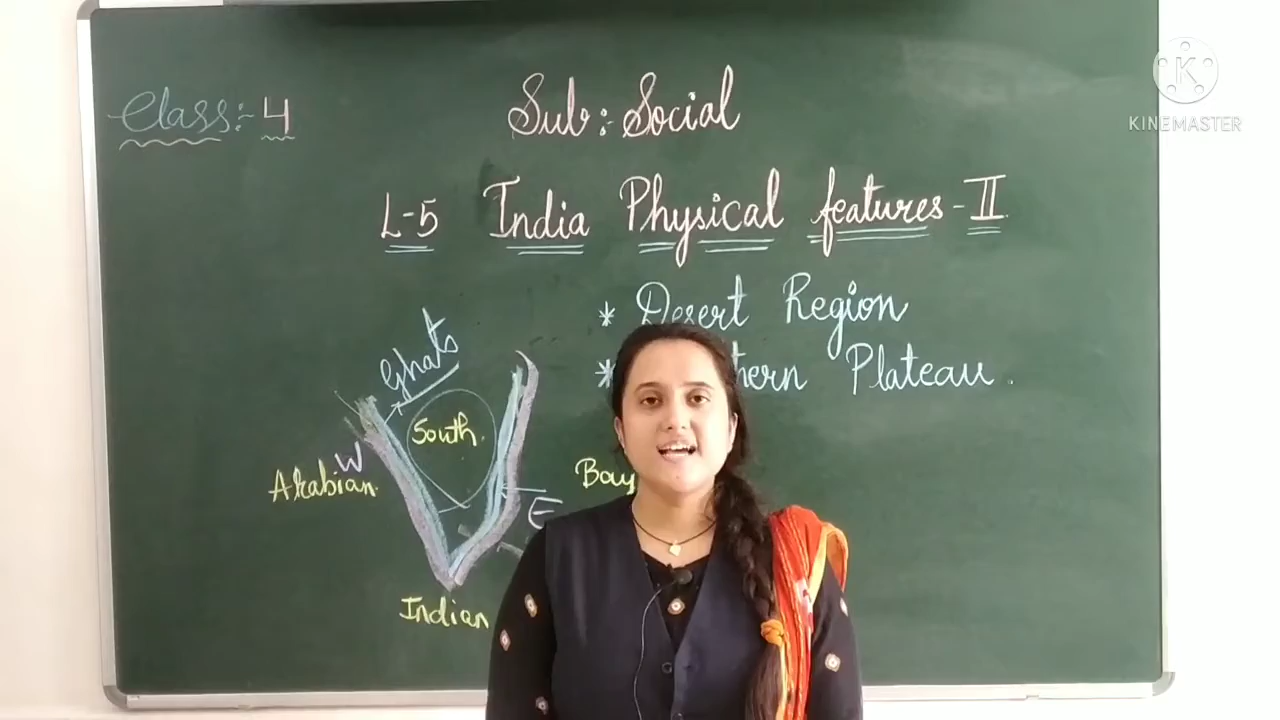 Class:- 4
Sub: Social
K
KINEMASTER
L-5 India Physical features - II
* Desert Region
* Plateau.
Ghats
South.
W
Arabian.
Bay
E
Indian